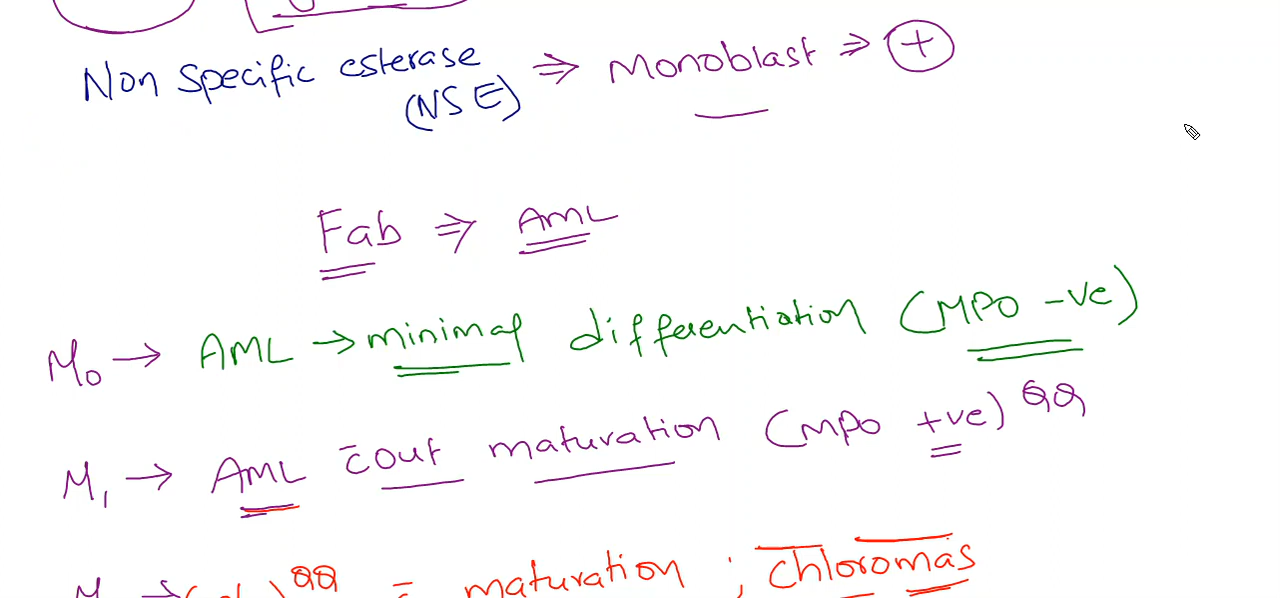 Non Specific esterase ⇒ Monoblast ⇒ +
(NSE)
Fab ⇒ AML
M0 → AML → minimal differentiation (MPO -ve)
M1 → AML c̄out maturation (MPO +ve) QQ
QQ c̄ maturation ; chloromas